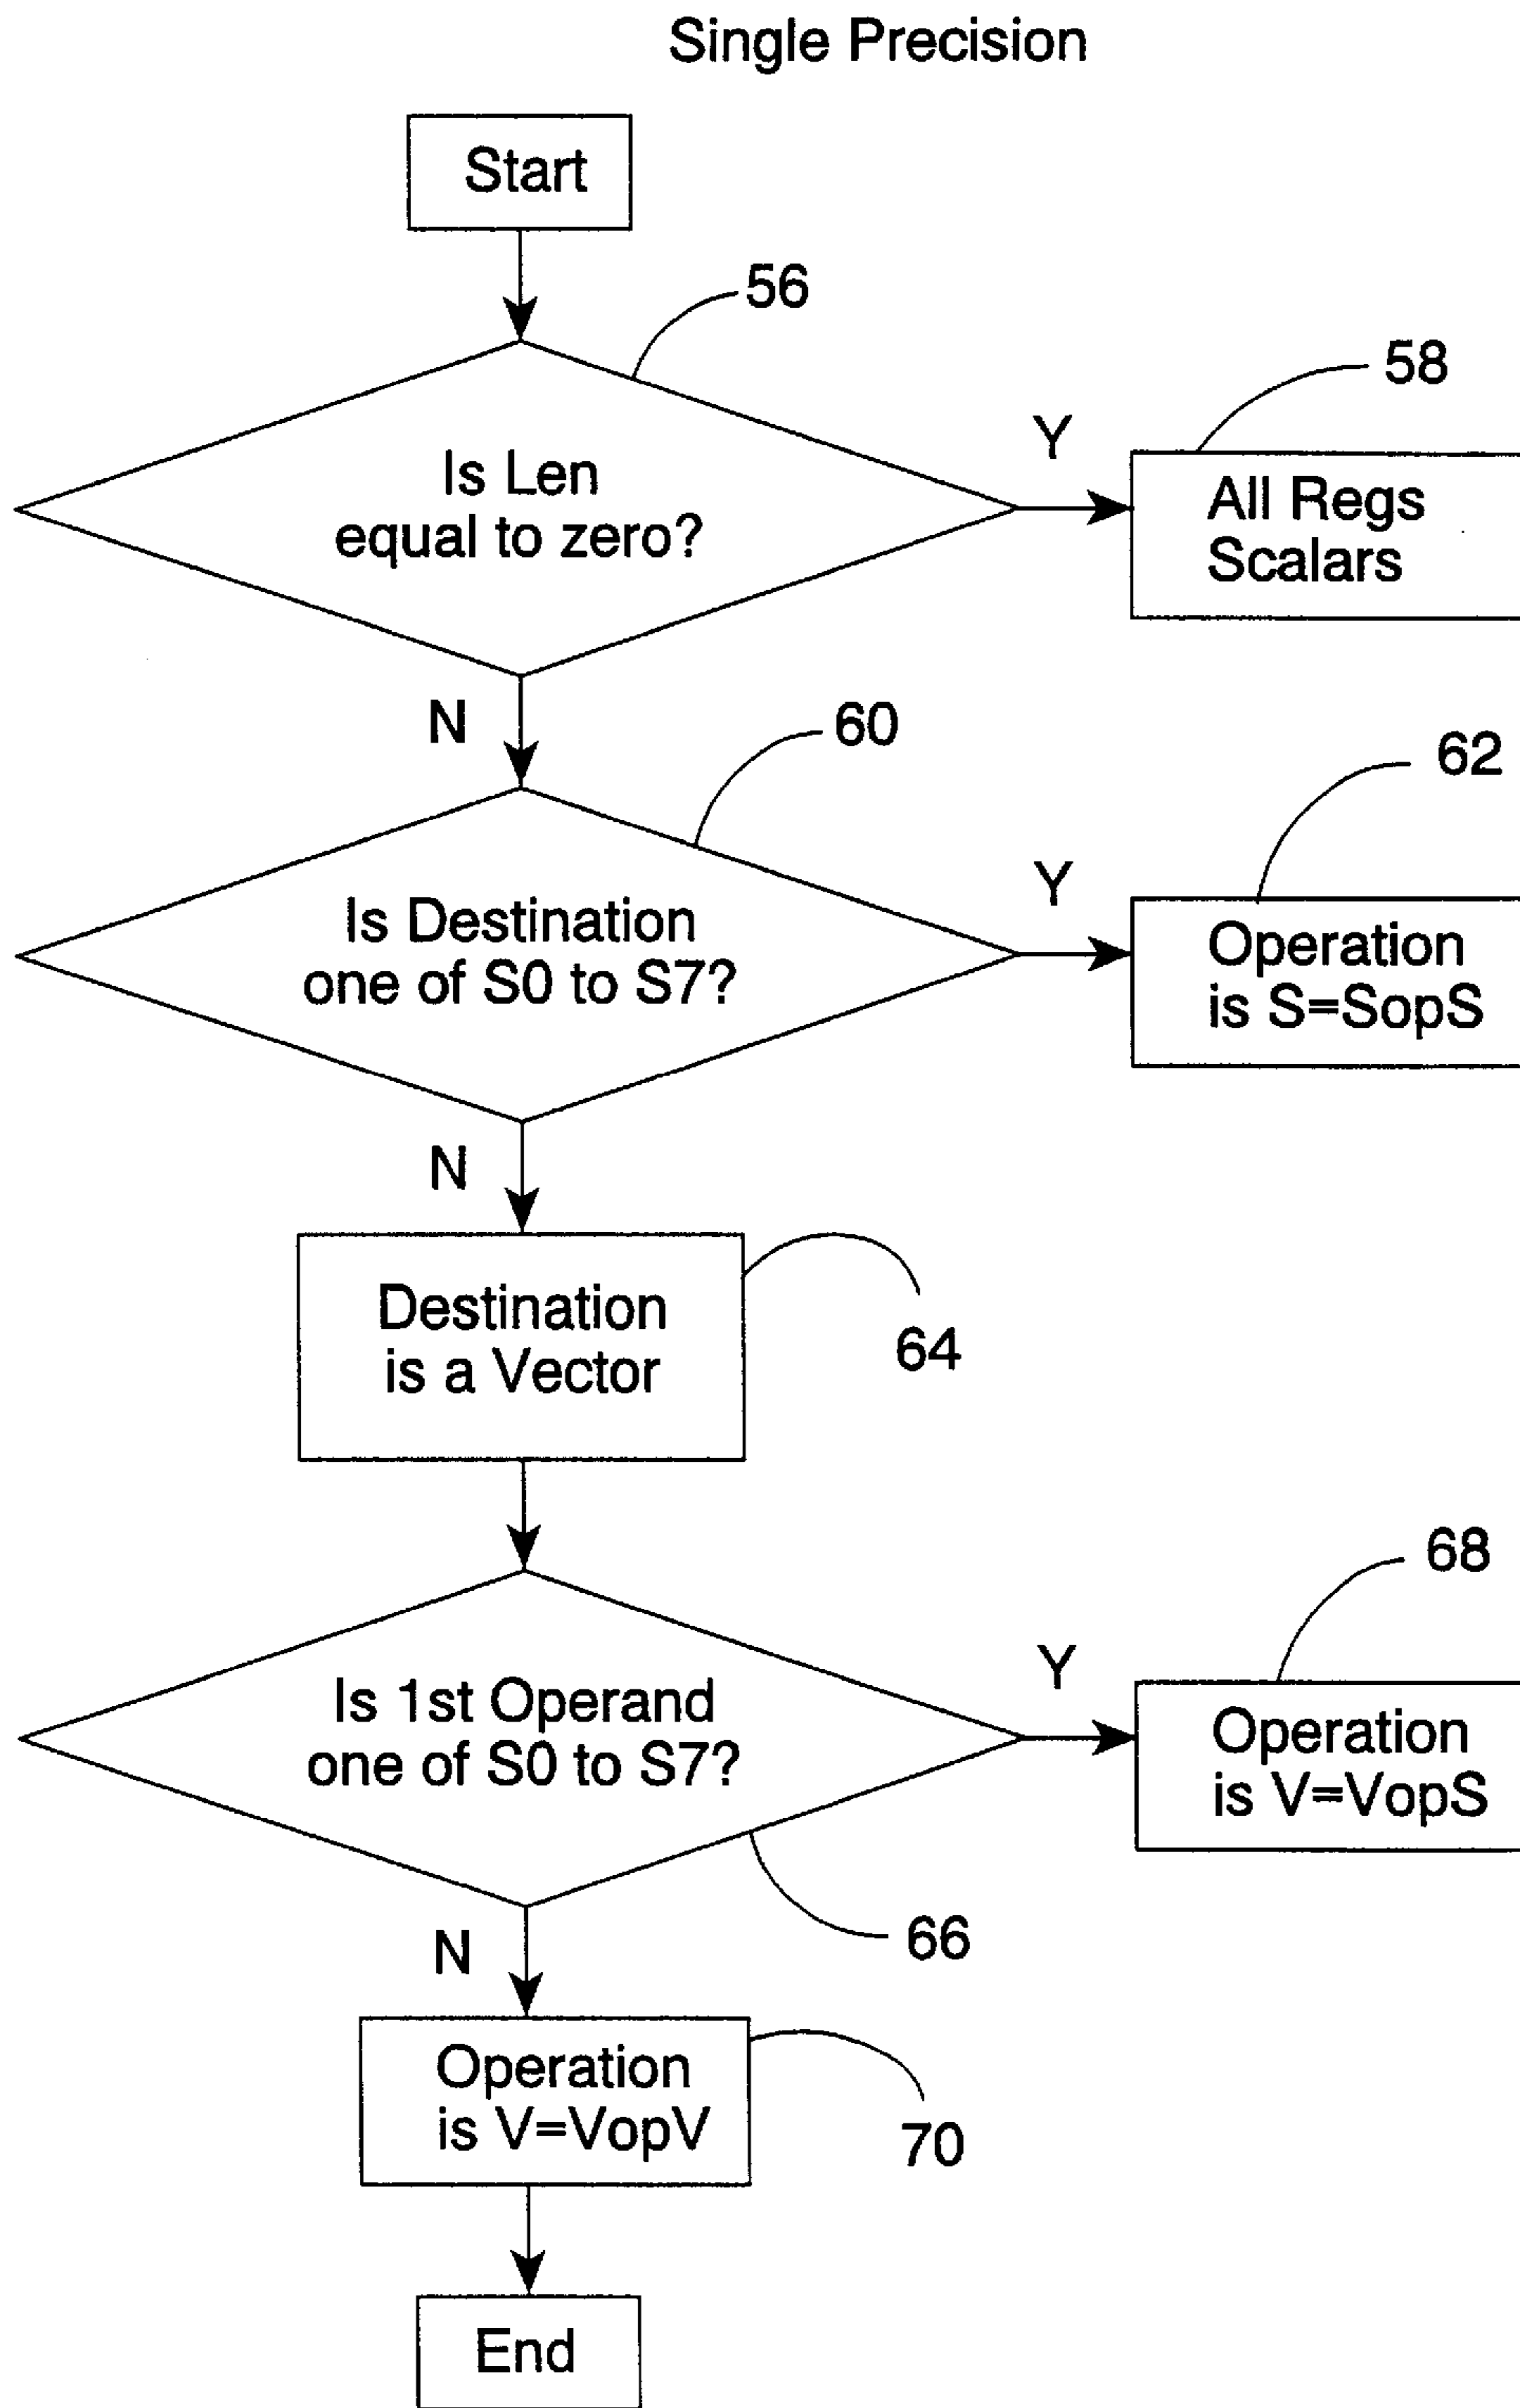 Single Precision
Start
56
58
Is Len
equal to zero?
Y
All Regs
Scalars
N
60
62
Is Destination
one of S0 to S7?
Y
Operation
is S=SopS
N
Destination
is a Vector
64
68
Is 1st Operand
one of S0 to S7?
Y
Operation
is V=VopS
66
N
Operation
is V=VopV
70
End